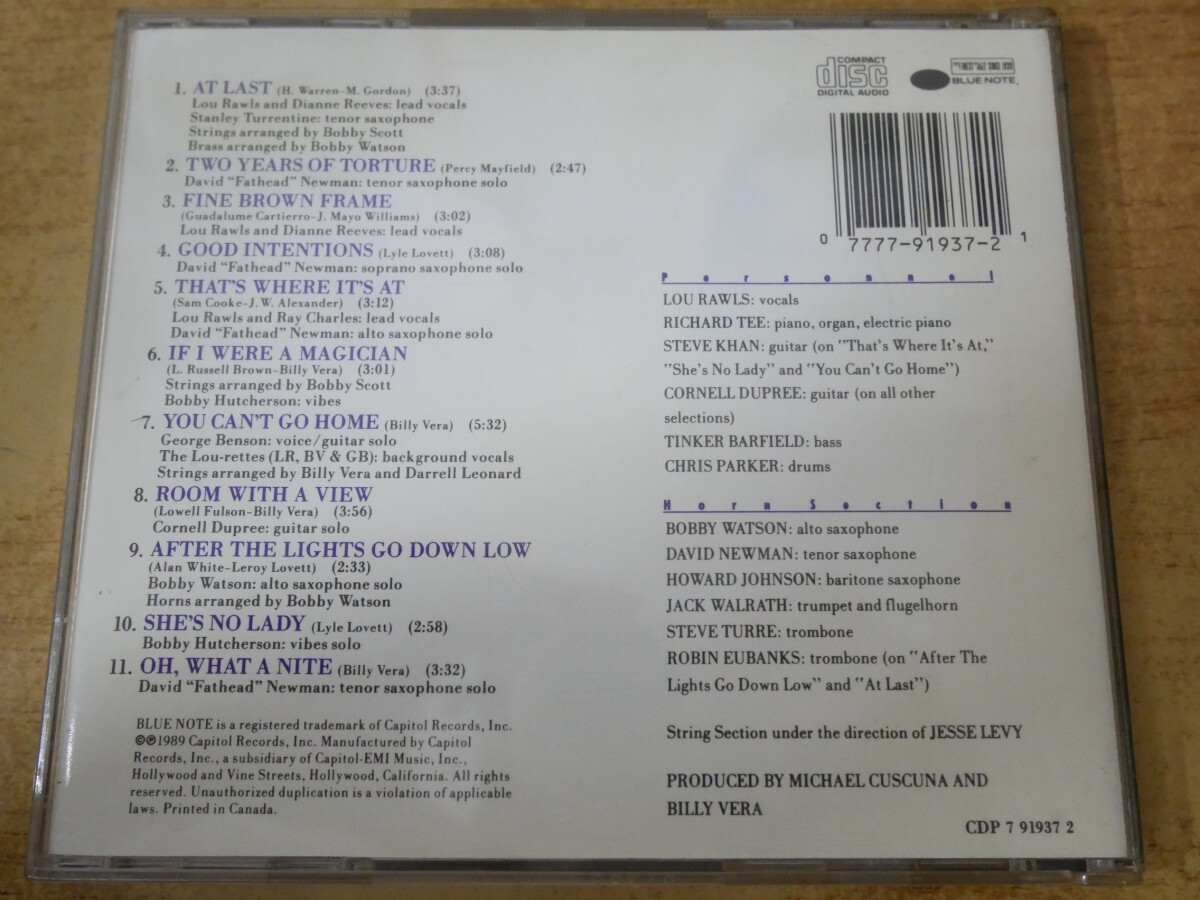 1. AT LAST (H. Warren-M. Gordon) (3:37)
Lou Rawls and Dianne Reeves: lead vocals
Stanley Turrentine: tenor saxophone
Strings arranged by Bobby Scott
Brass arranged by Bobby Watson
2. TWO YEARS OF TORTURE (Percy Mayfield) (2:47)
David "Fathead" Newman: tenor saxophone solo
3. FINE BROWN FRAME
(Guadalume Cartierro-J. Mayo Williams) (3:02)
Lou Rawls and Dianne Reeves: lead vocals
4. GOOD INTENTIONS (Lyle Lovett) (3:08)
David "Fathead" Newman: soprano saxophone solo
5. THAT'S WHERE IT'S AT
(Sam Cooke-J.W. Alexander) (3:12)
Lou Rawls and Ray Charles: lead vocals
David "Fathead" Newman: alto saxophone solo
6. IF I WERE A MAGICIAN
(L. Russell Brown-Billy Vera) (3:01)
Strings arranged by Bobby Scott
Bobby Hutcherson: vibes
7. YOU CAN'T GO HOME (Billy Vera) (5:32)
George Benson: voice/guitar solo
The Lou-rettes (LR, BV & GB): background vocals
Strings arranged by Billy Vera and Darrell Leonard
8. ROOM WITH A VIEW
(Lowell Fulson-Billy Vera) (3:56)
Cornell Dupree: guitar solo
9. AFTER THE LIGHTS GO DOWN LOW
(Alan White-Leroy Lovett) (2:33)
Bobby Watson: alto saxophone solo
Horns arranged by Bobby Watson
10. SHE'S NO LADY (Lyle Lovett) (2:58)
Bobby Hutcherson: vibes solo
11. OH, WHAT A NITE (Billy Vera) (3:32)
David "Fathead" Newman: tenor saxophone solo
BLUE NOTE is a registered trademark of Capitol Records, Inc.
©℗1989 Capitol Records, Inc. Manufactured by Capitol
Records, Inc., a subsidiary of Capitol-EMI Music, Inc.,
Hollywood and Vine Streets, Hollywood, California. All rights
reserved. Unauthorized duplication is a violation of applicable
laws. Printed in Canada.
COMPACT
disc
DIGITAL AUDIO
BLUE NOTE
0 7777-91937-2 1
Personnel
LOU RAWLS: vocals
RICHARD TEE: piano, organ, electric piano
STEVE KHAN: guitar (on "That's Where It's At,"
"She's No Lady" and "You Can't Go Home")
CORNELL DUPREE: guitar (on all other
selections)
TINKER BARFIELD: bass
CHRIS PARKER: drums
Horn Section
BOBBY WATSON: alto saxophone
DAVID NEWMAN: tenor saxophone
HOWARD JOHNSON: baritone saxophone
JACK WALRATH: trumpet and flugelhorn
STEVE TURRE: trombone
ROBIN EUBANKS: trombone (on "After The
Lights Go Down Low" and "At Last")
String Section under the direction of JESSE LEVY
PRODUCED BY MICHAEL CUSCUNA AND
BILLY VERA
CDP 7 91937 2